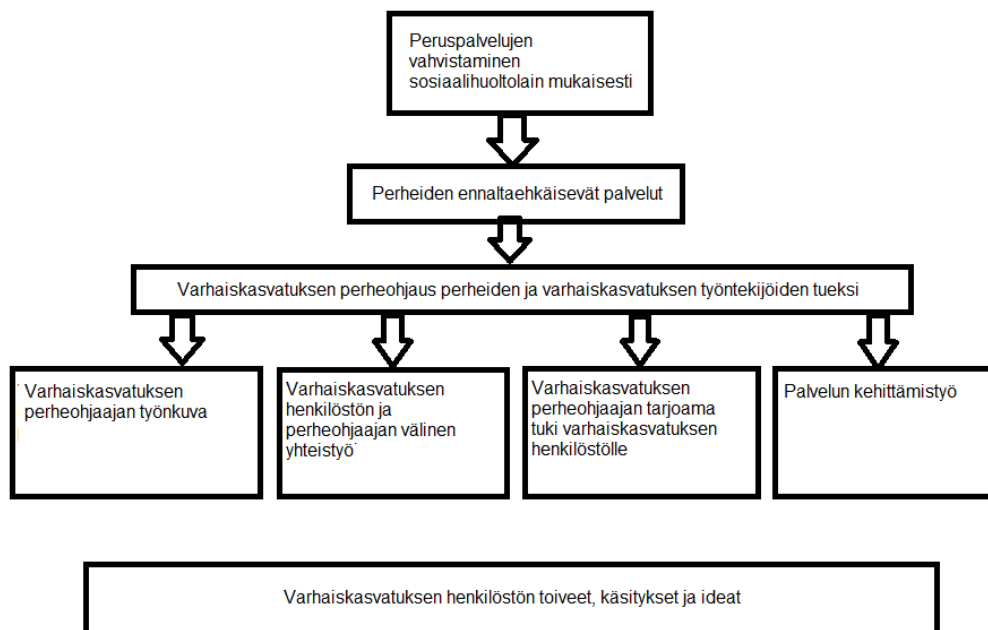 Peruspalvelujen
vahvistaminen
sosiaalihuoltolain mukaisesti
Perheiden ennaltaehkäisevät palvelut
Varhaiskasvatuksen perheohjaus perheiden ja varhaiskasvatuksen työntekijöiden tueksi
Varhaiskasvatuksen
perheohjaajan työnkuva
Varhaiskasvatuksen
henkilöstön ja
perheohjaajan välinen
yhteistyö
Varhaiskasvatuksen
perheohjaajan tarjoama
tuki varhaiskasvatuksen
henkilöstölle
Palvelun kehittämistyö
Varhaiskasvatuksen henkilöstön toiveet, käsitykset ja ideat